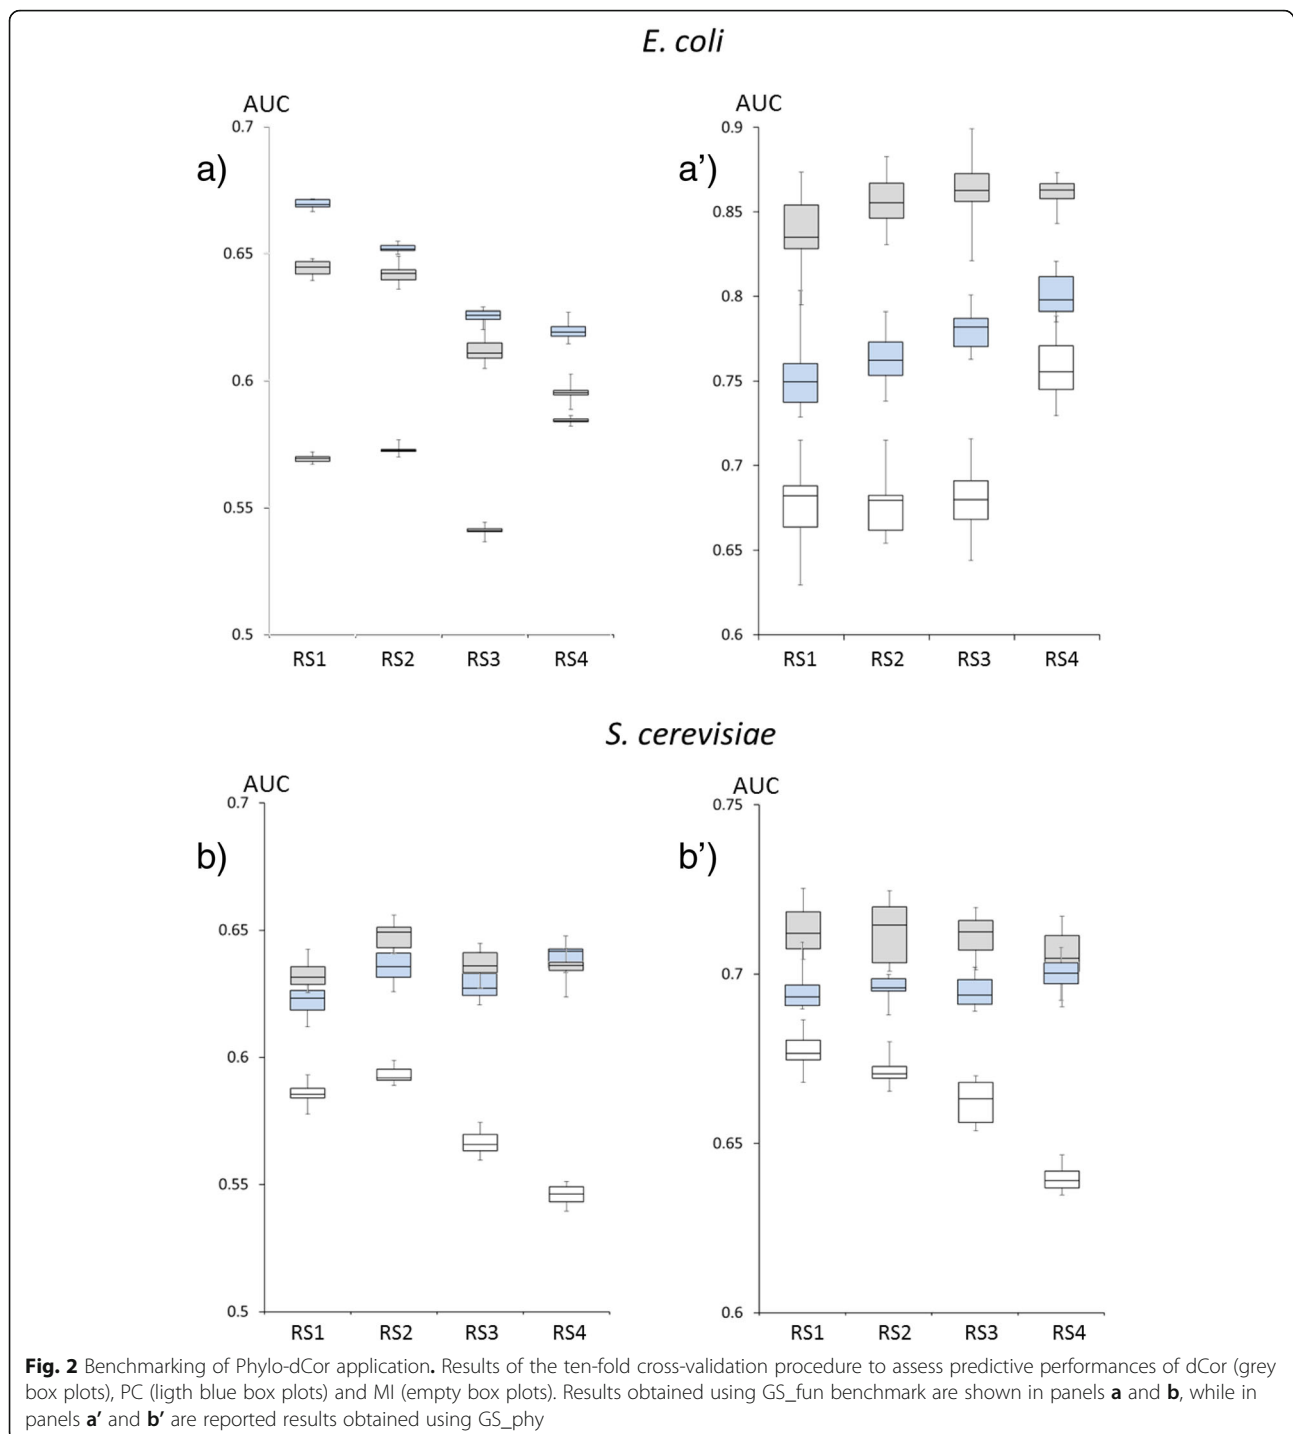 E. coli
AUC
a)
0.7
0.65
0.6
0.55
0.5
RS1 RS2 RS3 RS4
AUC
a')
0.9
0.85
0.8
0.75
0.7
0.65
0.6
RS1 RS2 RS3 RS4
S. cerevisiae
AUC
b)
0.7
0.65
0.6
0.55
0.5
RS1 RS2 RS3 RS4
AUC
b')
0.75
0.7
0.65
0.6
RS1 RS2 RS3 RS4
Fig. 2 Benchmarking of Phylo-dCor application. Results of the ten-fold cross-validation procedure to assess predictive performances of dCor (grey
box plots), PC (ligth blue box plots) and MI (empty box plots). Results obtained using GS_fun benchmark are shown in panels a and b, while in
panels a' and b' are reported results obtained using GS_phy